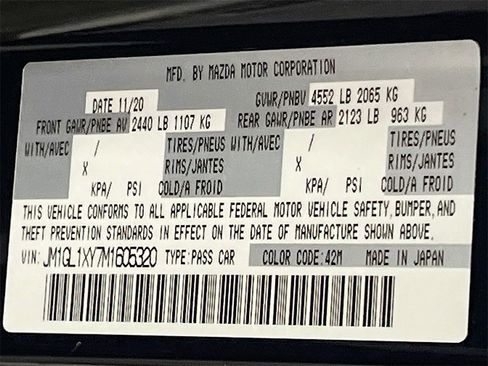 MFD. BY MAZDA MOTOR CORPORATION
DATE 11/20 GVWR/PNBV 4552 LB 2065 KG
FRONT GAWR/PNBE AV 2440 LB 1107 KG REAR GAWR/PNBE AR 2123 LB 963 KG
WITH/AVEC / TIRES/PNEUS WITH/AVEC / TIRES/PNEUS
X RIMS/JANTES X RIMS/JANTES
KPA/ PSI COLD/A FROID KPA/ PSI COLD/A FROID
THIS VEHICLE CONFORMS TO ALL APPLICABLE FEDERAL MOTOR VEHICLE SAFETY, BUMPER, AND
THEFT PREVENTION STANDARDS IN EFFECT ON THE DATE OF MANUFACTURE SHOWN ABOVE.
VIN: JM1GL1XY7M1605320 TYPE:PASS CAR COLOR CODE:42M MADE IN JAPAN